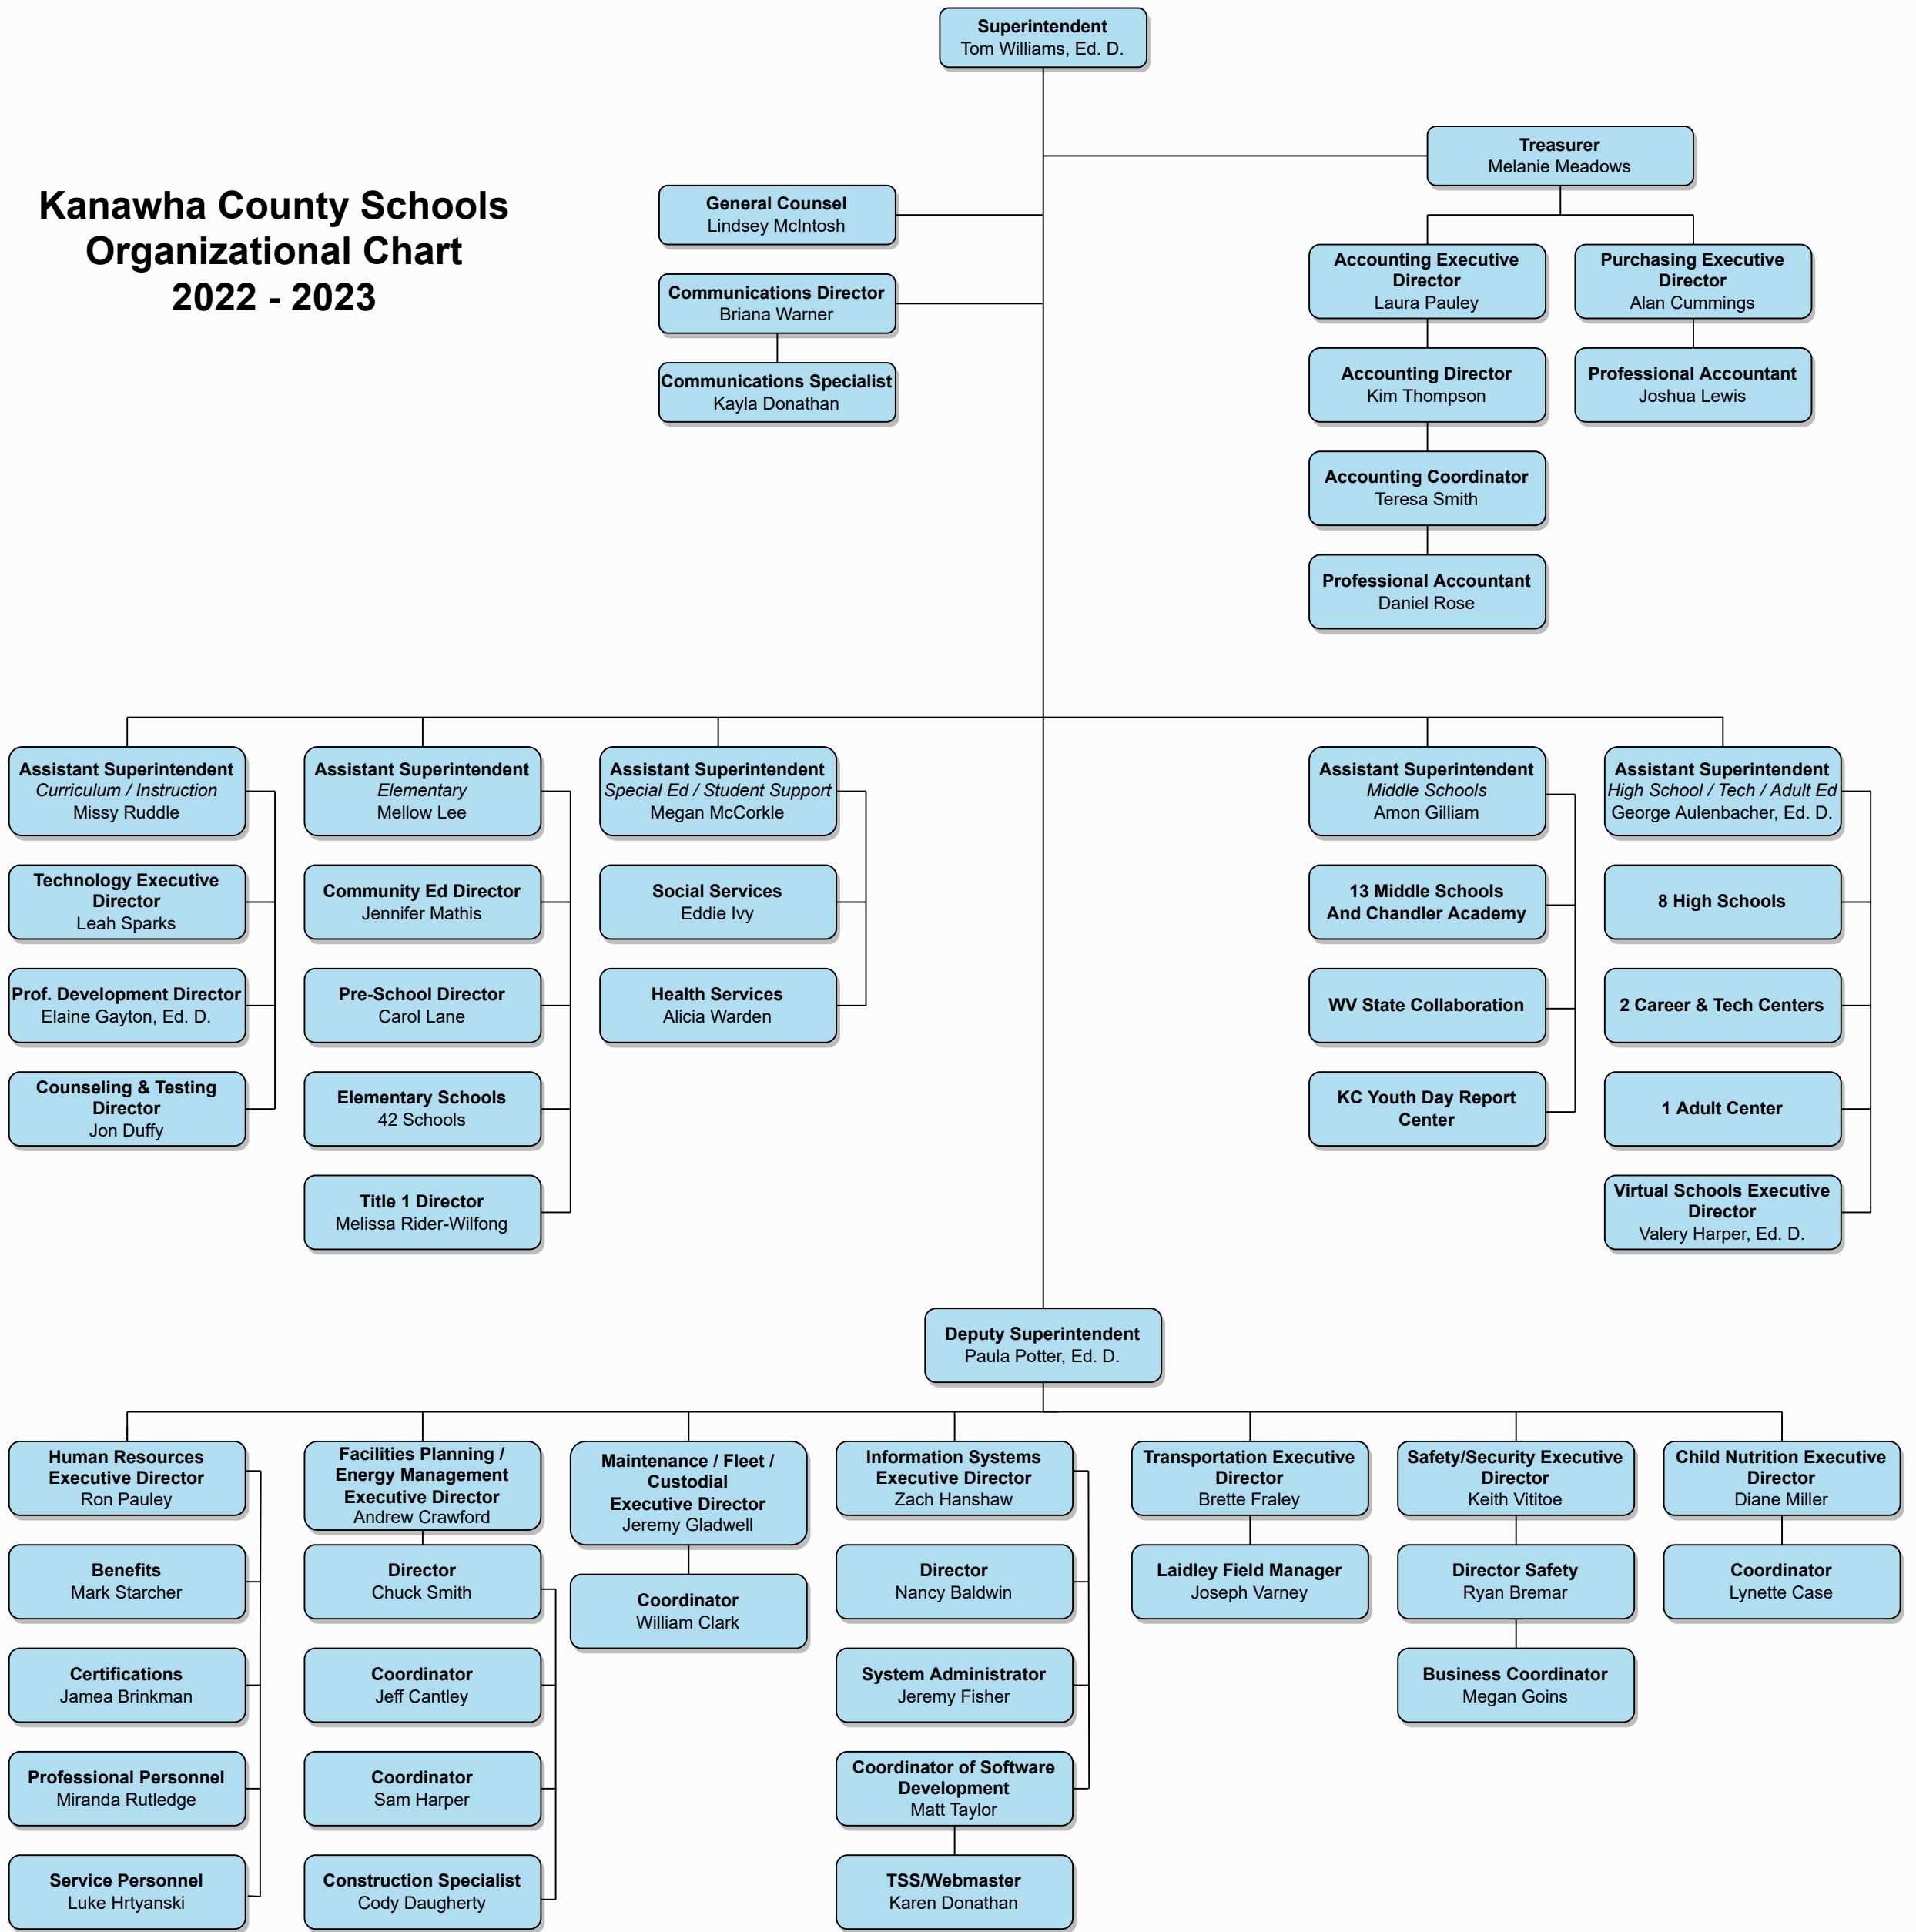 Superintendent
Tom Williams, Ed. D.
Treasurer
Melanie Meadows
Kanawha County Schools
Organizational Chart
2022 - 2023
General Counsel
Lindsey McIntosh
Communications Director
Briana Warner
Communications Specialist
Kayla Donathan
Accounting Executive
Director
Laura Pauley
Purchasing Executive
Director
Alan Cummings
Accounting Director
Kim Thompson
Professional Accountant
Joshua Lewis
Accounting Coordinator
Teresa Smith
Professional Accountant
Daniel Rose
Assistant Superintendent
Curriculum / Instruction
Missy Ruddle
Technology Executive
Director
Leah Sparks
Prof. Development Director
Elaine Gayton, Ed. D.
Counseling & Testing
Director
Jon Duffy
Assistant Superintendent
Elementary
Mellow Lee
Community Ed Director
Jennifer Mathis
Pre-School Director
Carol Lane
Elementary Schools
42 Schools
Title 1 Director
Melissa Rider-Wilfong
Assistant Superintendent
Special Ed / Student Support
Megan McCorkle
Social Services
Eddie Ivy
Health Services
Alicia Warden
Assistant Superintendent
Middle Schools
Amon Gilliam
13 Middle Schools
And Chandler Academy
WV State Collaboration
KC Youth Day Report
Center
Assistant Superintendent
High School / Tech / Adult Ed
George Aulenbacher, Ed. D.
8 High Schools
2 Career & Tech Centers
1 Adult Center
Virtual Schools Executive
Director
Valery Harper, Ed. D.
Deputy Superintendent
Paula Potter, Ed. D.
Human Resources
Executive Director
Ron Pauley
Benefits
Mark Starcher
Certifications
Jamea Brinkman
Professional Personnel
Miranda Rutledge
Service Personnel
Luke Hrtyanski
Facilities Planning /
Energy Management
Executive Director
Andrew Crawford
Director
Chuck Smith
Coordinator
Jeff Cantley
Coordinator
Sam Harper
Construction Specialist
Cody Daugherty
Maintenance / Fleet /
Custodial
Executive Director
Jeremy Gladwell
Coordinator
William Clark
Information Systems
Executive Director
Zach Hanshaw
Director
Nancy Baldwin
System Administrator
Jeremy Fisher
Coordinator of Software
Development
Matt Taylor
TSS/Webmaster
Karen Donathan
Transportation Executive
Director
Brette Fraley
Laidley Field Manager
Joseph Varney
Safety/Security Executive
Director
Keith Vititoe
Director Safety
Ryan Bremar
Business Coordinator
Megan Goins
Child Nutrition Executive
Director
Diane Miller
Coordinator
Lynette Case